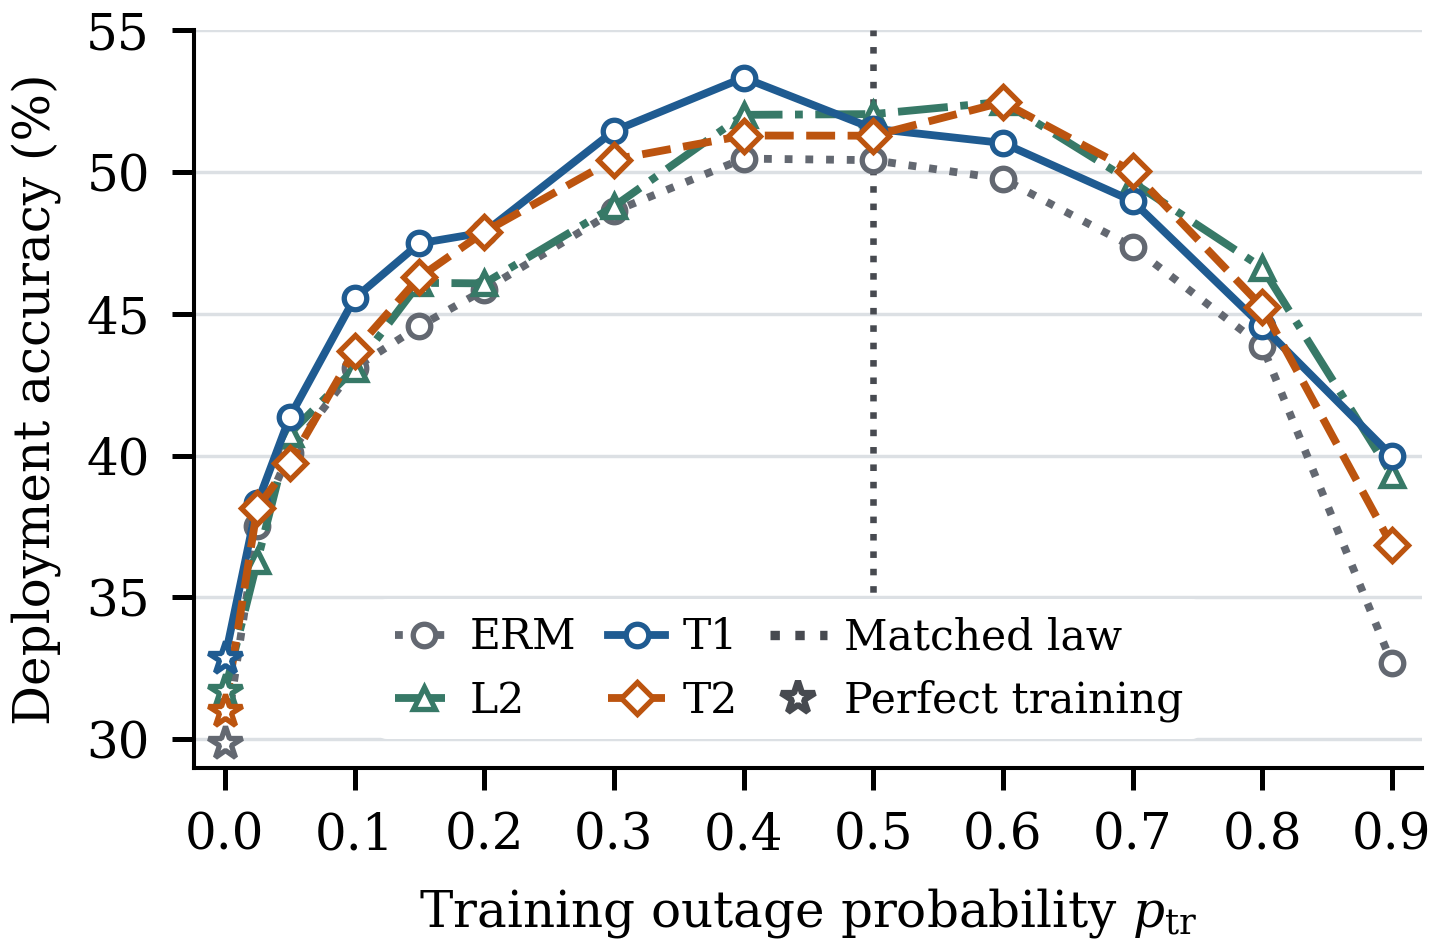 Deployment accuracy (%)
55
50
45
40
35
30
ERM T1 Matched law
L2 T2 Perfect training
0.0 0.1 0.2 0.3 0.4 0.5 0.6 0.7 0.8 0.9
Training outage probability p_tr